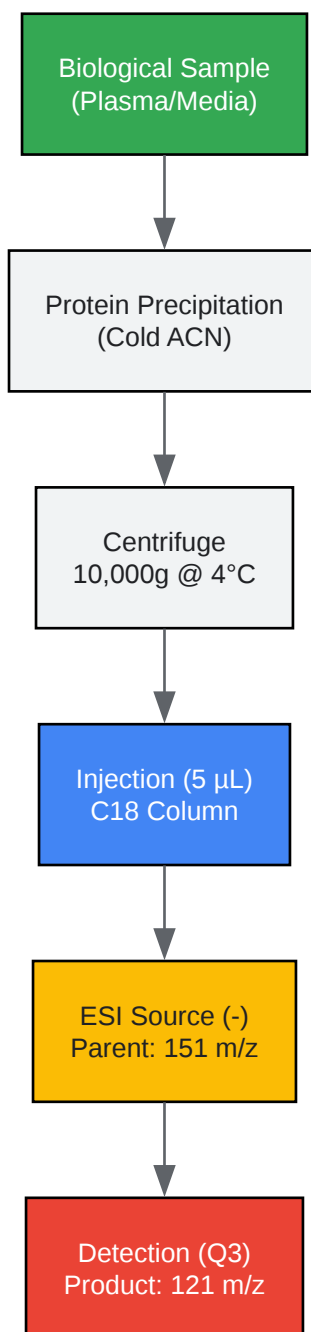 Biological Sample
(Plasma/Media)
Protein Precipitation
(Cold ACN)
Centrifuge
10,000g @ 4°C
Injection (5 µL)
C18 Column
ESI Source (-)
Parent: 151 m/z
Detection (Q3)
Product: 121 m/z